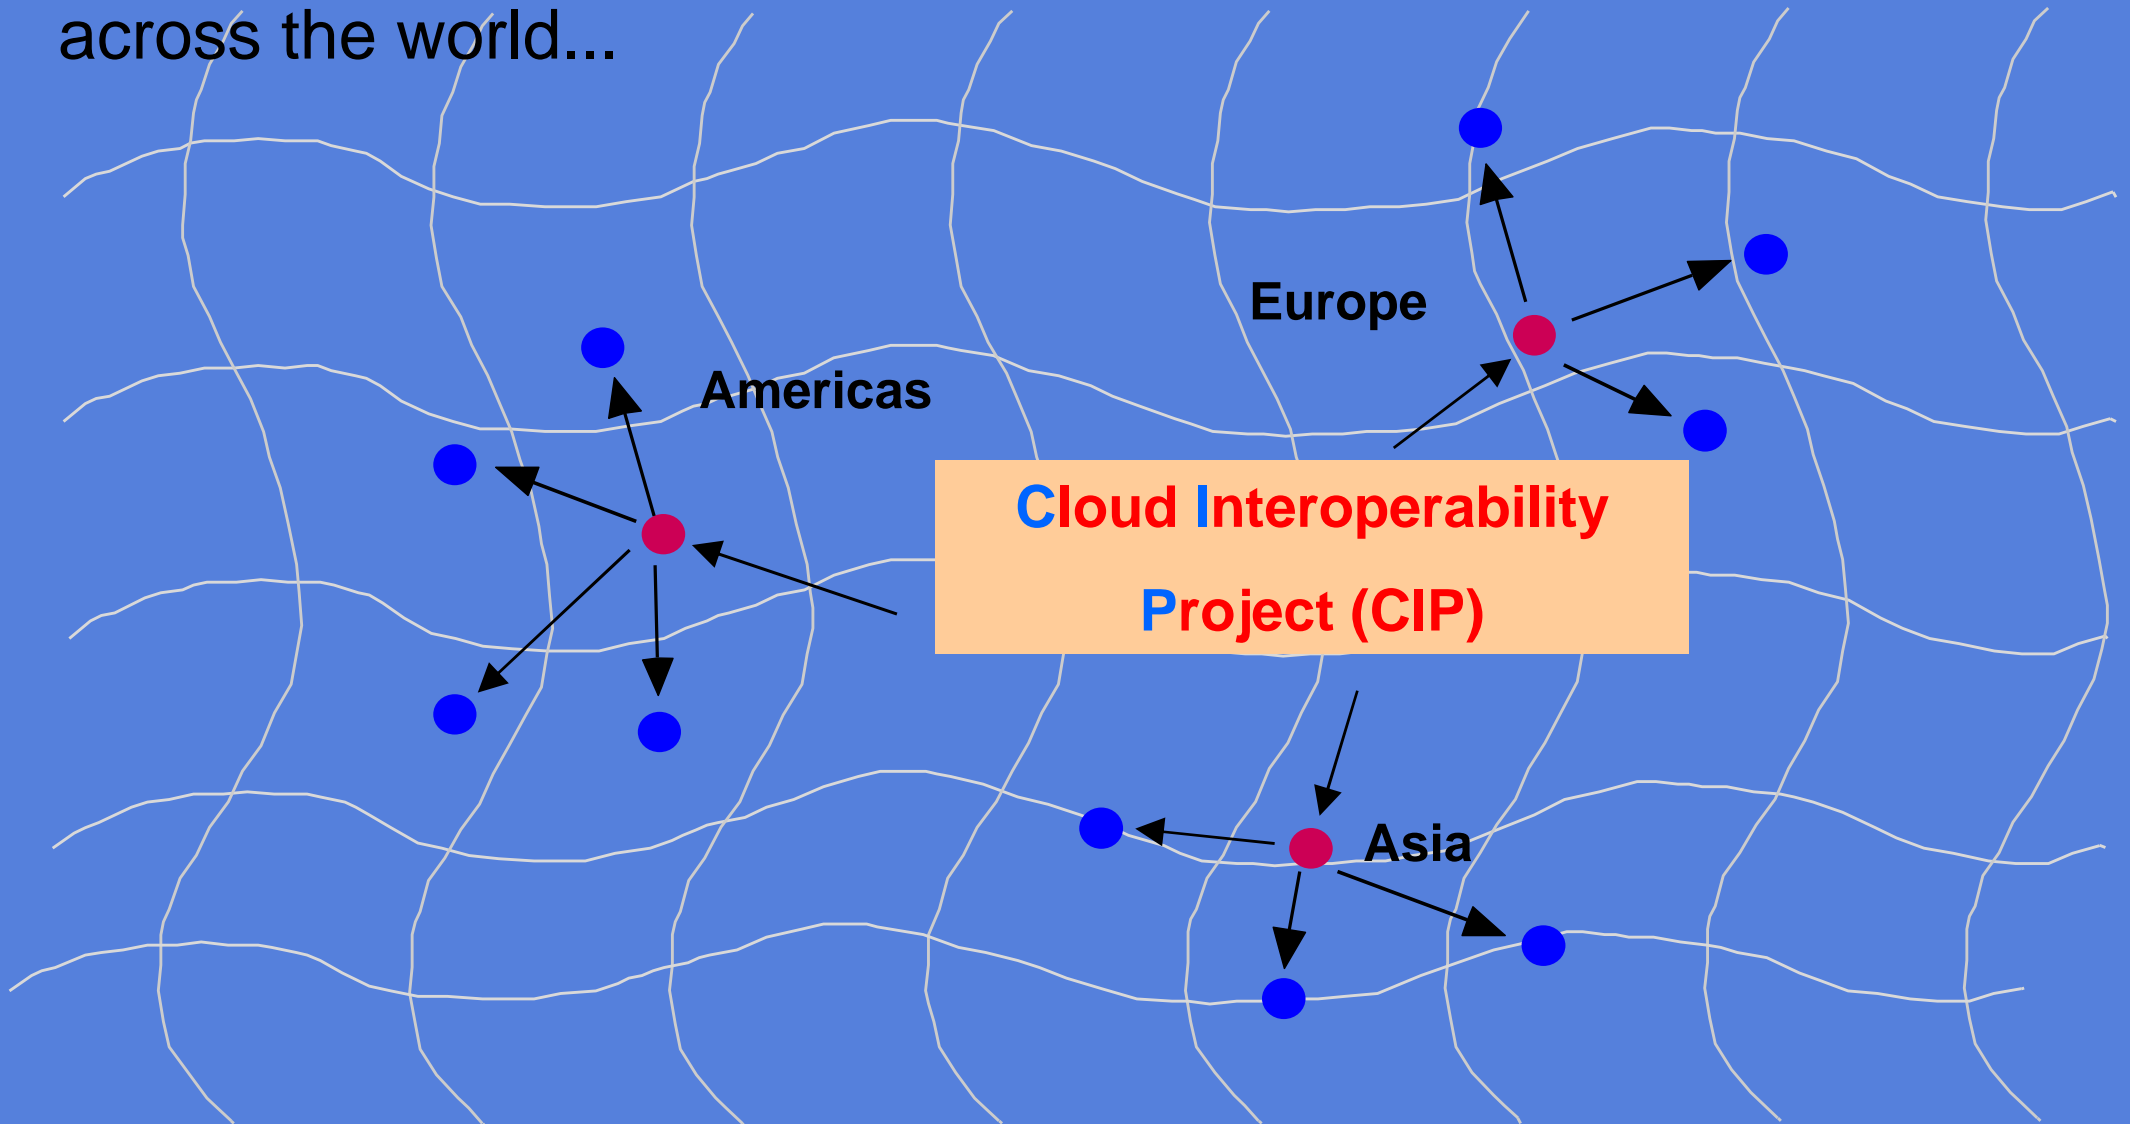 across the world...
Europe
Americas
Cloud Interoperability
Project (CIP)
Asia